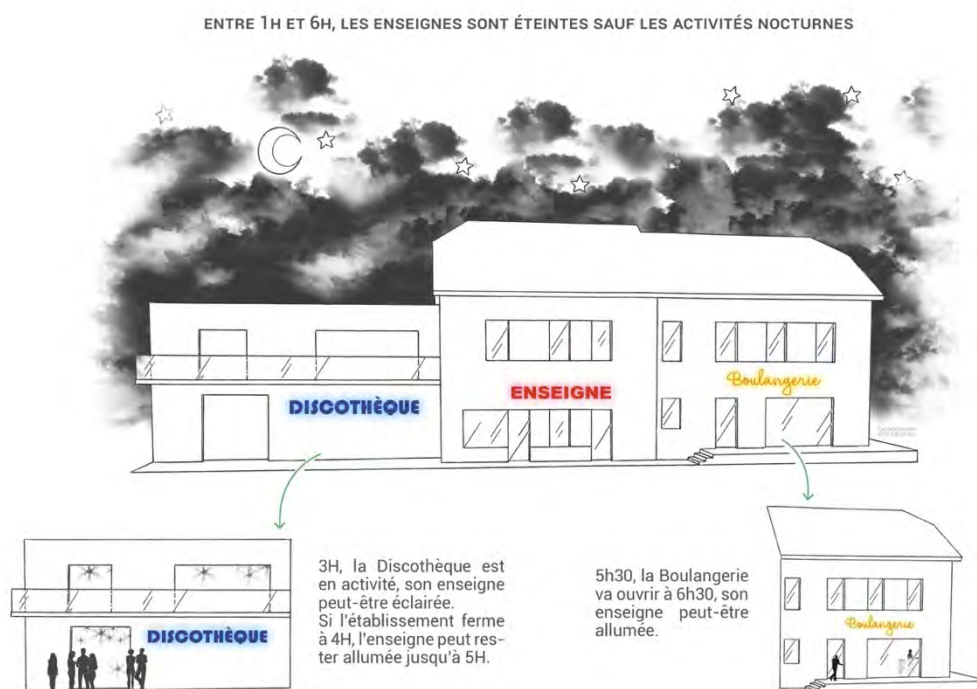 ENTRE 1H ET 6H, LES ENSEIGNES SONT ÉTEINTES SAUF LES ACTIVITÉS NOCTURNES
DISCOTHÈQUE
ENSEIGNE
Boulangerie
3H, la Discothèque est
en activité, son enseigne
peut-être éclairée.
Si l'établissement ferme
à 4H, l'enseigne peut res-
ter allumée jusqu'à 5H.
DISCOTHÈQUE
5h30, la Boulangerie
va ouvrir à 6h30, son
enseigne peut-être
allumée.
Boulangerie